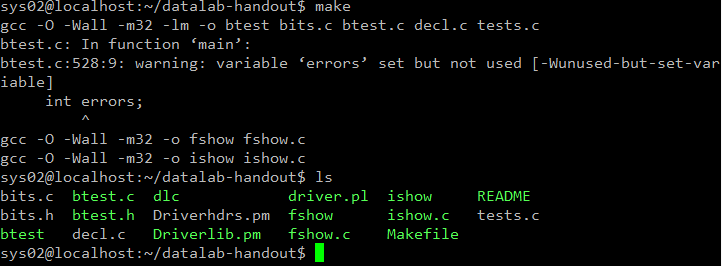 sys02@localhost:~/datalab-handout$ make
gcc -O -Wall -m32 -lm -o btest bits.c btest.c decl.c tests.c
btest.c: In function ‘main’:
btest.c:528:9: warning: variable ‘errors’ set but not used [-Wunused-but-set-var
iable]
     int errors;
         ^
gcc -O -Wall -m32 -o fshow fshow.c
gcc -O -Wall -m32 -o ishow ishow.c
sys02@localhost:~/datalab-handout$ ls
bits.c  btest.c  dlc            driver.pl  ishow     README
bits.h  btest.h  Driverhdrs.pm  fshow      ishow.c   tests.c
btest   decl.c   Driverlib.pm   fshow.c    Makefile
sys02@localhost:~/datalab-handout$